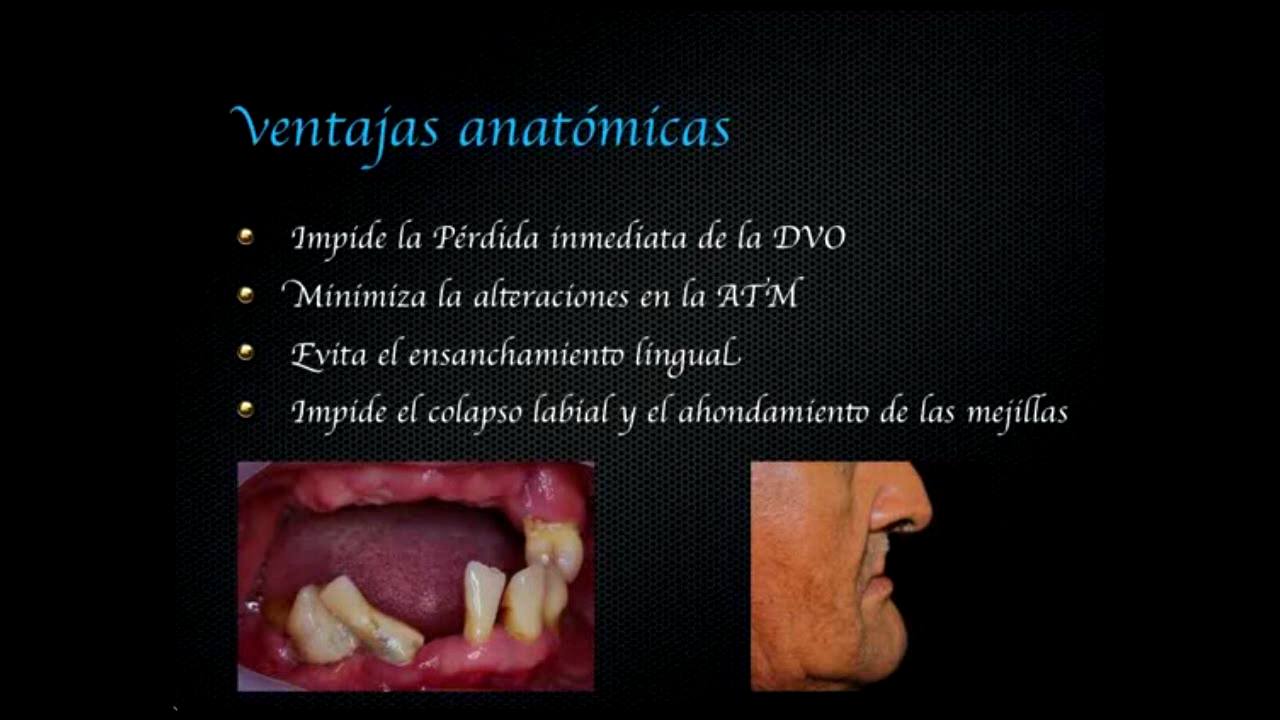 Ventajas anatómicas
Impide la Pérdida inmediata de la DVO
Minimiza la alteraciones en la ATM
Evita el ensanchamiento lingual
Impide el colapso labial y el ahondamiento de las mejillas